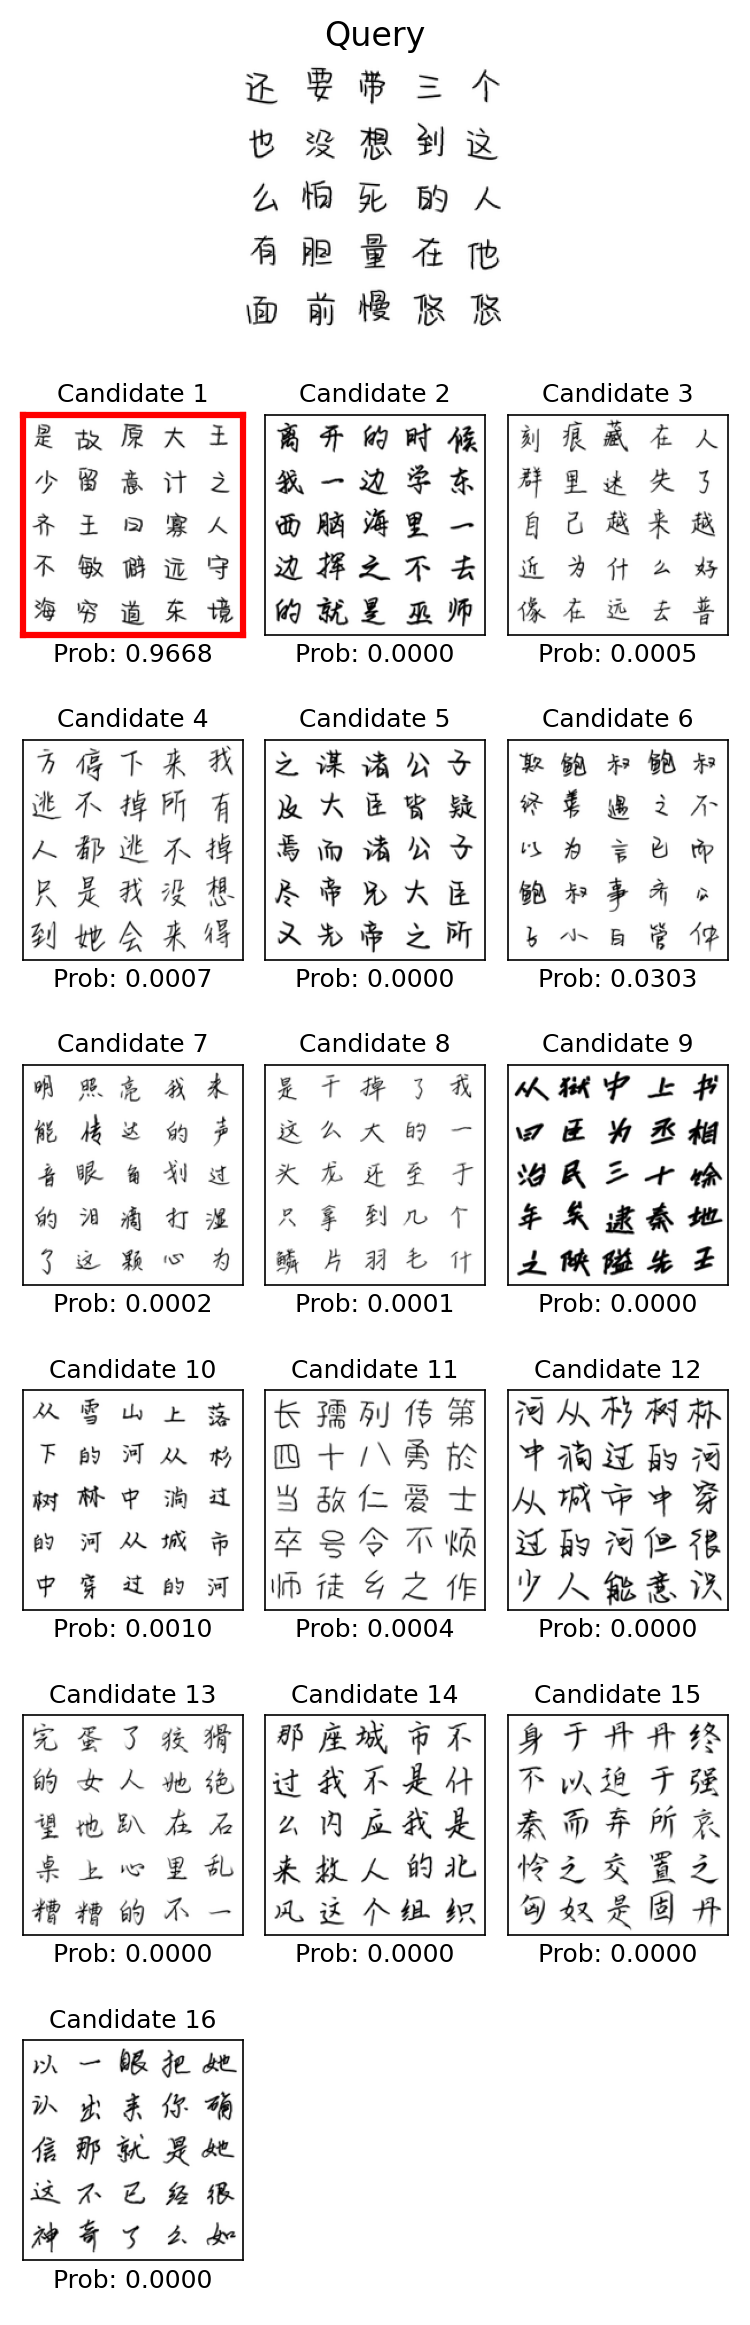 Query
还要带三个
也没想到这
么怕死的人
有胆量在他
面前慢悠悠
Candidate 1
是故原大王
少留意计之
齐王曰寡人
不敏僻远守
海穷道东境
Prob: 0.9668
Candidate 2
离开的时候
我一边学东
西脑海里一
边挥之不去
的就是巫师
Prob: 0.0000
Candidate 3
刻痕藏在人
群里迷失了
自己越来越
近为什么好
像在远去普
Prob: 0.0005
Candidate 4
方停下来我
逃不掉所有
人都逃不掉
只是我没想
到她会来得
Prob: 0.0007
Candidate 5
之谋诸公子
及大臣皆疑
焉而诸公子
尽帝兄大臣
又先帝之所
Prob: 0.0000
Candidate 6
欺鲍叔鲍叔
终善遇之不
以为言已而
鲍叔事齐公
子小白管仲
Prob: 0.0303
Candidate 7
明照亮我未
能传达的声
音眼角划过
的泪滴打湿
了这颗心为
Prob: 0.0002
Candidate 8
是干掉了我
这么大的一
头龙还至于
只拿到几个
鳞片羽毛什
Prob: 0.0001
Candidate 9
从狱中上书
曰臣为丞相
治民三十馀
年矣逮秦地
之陕隘先王
Prob: 0.0000
Candidate 10
从雪山上落
下的河从杉
树林中淌过
的河从城市
中穿过的河
Prob: 0.0010
Candidate 11
长孺列传第
四十八勇於
当敌仁爱士
卒号令不烦
师徒乡之作
Prob: 0.0004
Candidate 12
河从杉树林
中淌过的河
从城市中穿
过的河但很
少人能意识
Prob: 0.0000
Candidate 13
完蛋了狡猾
的女人她绝
望地趴在石
桌上心里乱
糟糟的不一
Prob: 0.0000
Candidate 14
那座城市不
过我不是什
么内应我是
来救人的北
风这个组织
Prob: 0.0000
Candidate 15
身于丹丹终
不以迫于强
秦而弃所哀
怜之交置之
匈奴是固丹
Prob: 0.0000
Candidate 16
以一眼把她
认出来你确
信那就是她
这不已经很
神奇了么如
Prob: 0.0000